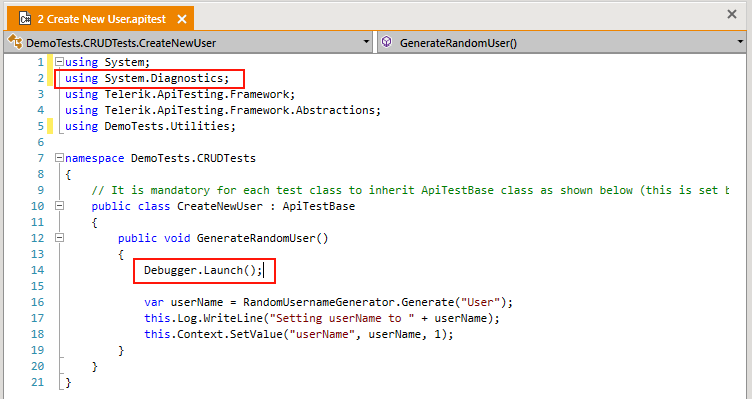 2 Create New User.apitest
DemoTests.CRUDTests.CreateNewUser GenerateRandomUser()
1 using System;
2 using System.Diagnostics;
3 using Telerik.ApiTesting.Framework;
4 using Telerik.ApiTesting.Framework.Abstractions;
5 using DemoTests.Utilities;
6
7 namespace DemoTests.CRUDTests
8 {
9 // It is mandatory for each test class to inherit ApiTestBase class as shown below (this is set b
10 public class CreateNewUser : ApiTestBase
11 {
12 public void GenerateRandomUser()
13 {
14 Debugger.Launch();
15
16 var userName = RandomUsernameGenerator.Generate("User");
17 this.Log.WriteLine("Setting userName to " + userName);
18 this.Context.SetValue("userName", userName, 1);
19 }
20 }
21 }